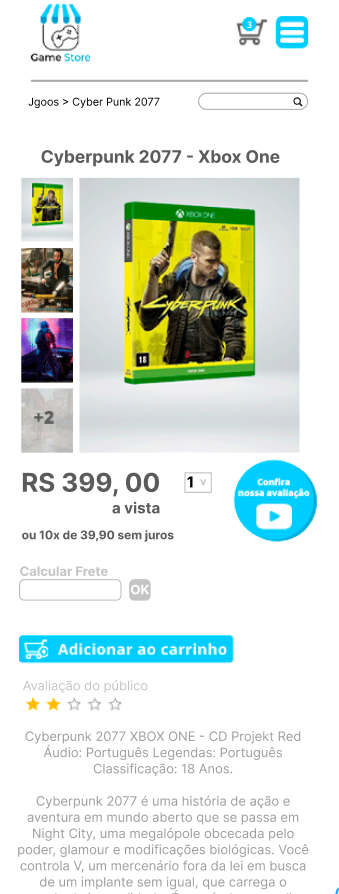 3
Game Store
Jgoos > Cyber Punk 2077
Cyberpunk 2077 - Xbox One
XBOX ONE
Cyberpunk
18
XBOX ONE
+2
RS 399, 00
1 v
a vista
Confira
nossa avaliação
ou 10x de 39,90 sem juros
Calcular Frete
OK
Adicionar ao carrinho
Avaliação do público
Cyberpunk 2077 XBOX ONE - CD Projekt Red
Áudio: Português Legendas: Português
Classificação: 18 Anos.
Cyberpunk 2077 é uma história de ação e
aventura em mundo aberto que se passa em
Night City, uma megalópole obcecada pelo
poder, glamour e modificações biológicas. Você
controla V, um mercenário fora da lei em busca
de um implante sem igual, que carrega o